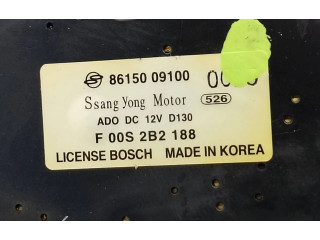 86150 09100
Ssang Yong Motor 526
ADO DC 12V D130
F 00S 2B2 188
LICENSE BOSCH MADE IN KOREA